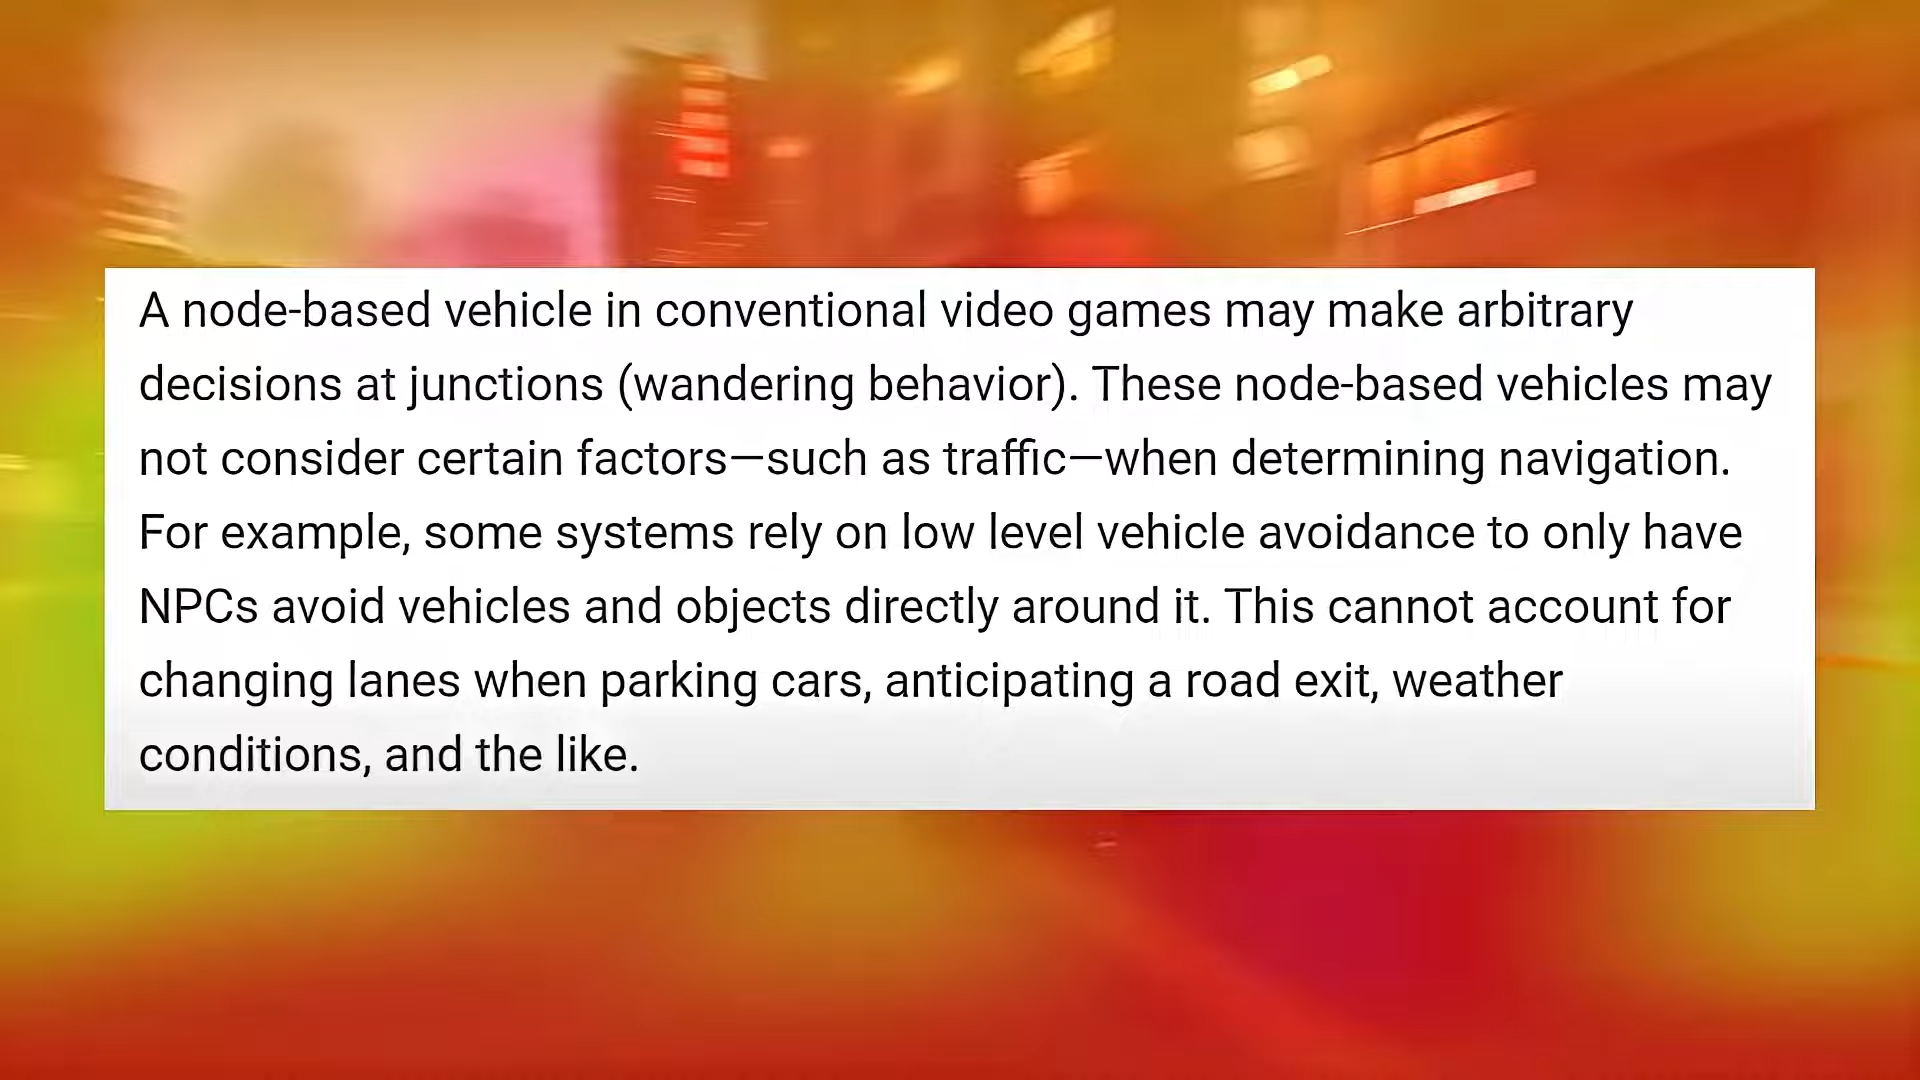 A node-based vehicle in conventional video games may make arbitrary
decisions at junctions (wandering behavior). These node-based vehicles may
not consider certain factors—such as traffic—when determining navigation.
For example, some systems rely on low level vehicle avoidance to only have
NPCs avoid vehicles and objects directly around it. This cannot account for
changing lanes when parking cars, anticipating a road exit, weather
conditions, and the like.